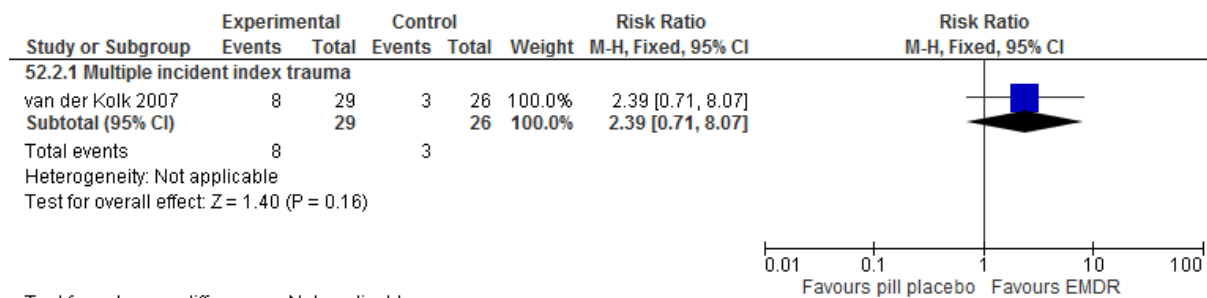 Experimental Control Risk Ratio Risk Ratio
Study or Subgroup Events Total Events Total Weight M-H, Fixed, 95% CI M-H, Fixed, 95% CI
52.2.1 Multiple incident index trauma
van der Kolk 2007 8 29 3 26 100.0% 2.39 [0.71, 8.07]
Subtotal (95% CI) 29 26 100.0% 2.39 [0.71, 8.07]
Total events 8 3
Heterogeneity: Not applicable
Test for overall effect: Z = 1.40 (P = 0.16)
0.01 0.1 1 10 100
Favours pill placebo Favours EMDR